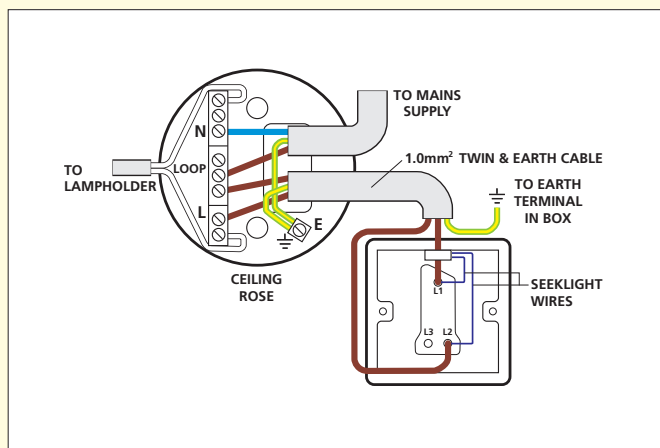 TO MAINS
SUPPLY
N
1.0mm² TWIN & EARTH CABLE
LOOP
TO
LAMPHOLDER
TO EARTH
TERMINAL
IN BOX
L
E
CEILING
ROSE
L1
SEEKLIGHT
WIRES
L3
L2